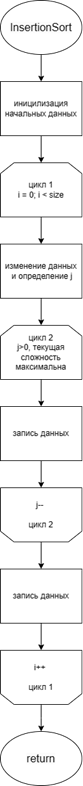 InsertionSort
иницилизация
начальных данных
цикл 1
i = 0; i < size
изменение данных
и определение j
цикл 2
j>0, текущая
сложность
максимальна
запись данных
j--
цикл 2
запись данных
i++
цикл 1
return